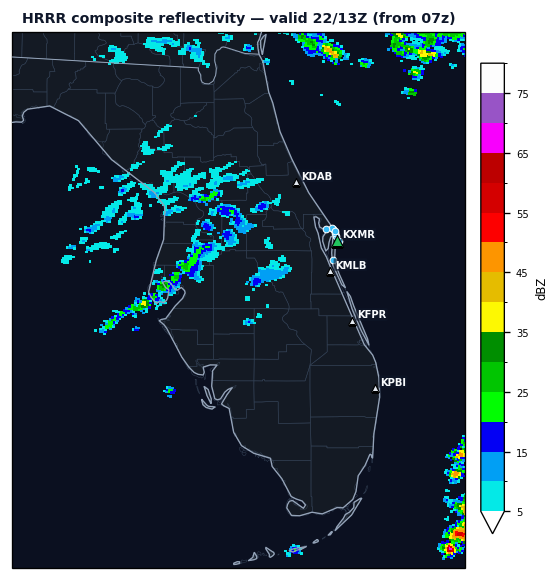 HRRR composite reflectivity — valid 22/13Z (from 07z)
KDAB
KXMR
KMLB
KFPR
KPBI
75
65
55
45
35
25
15
5
dBZ